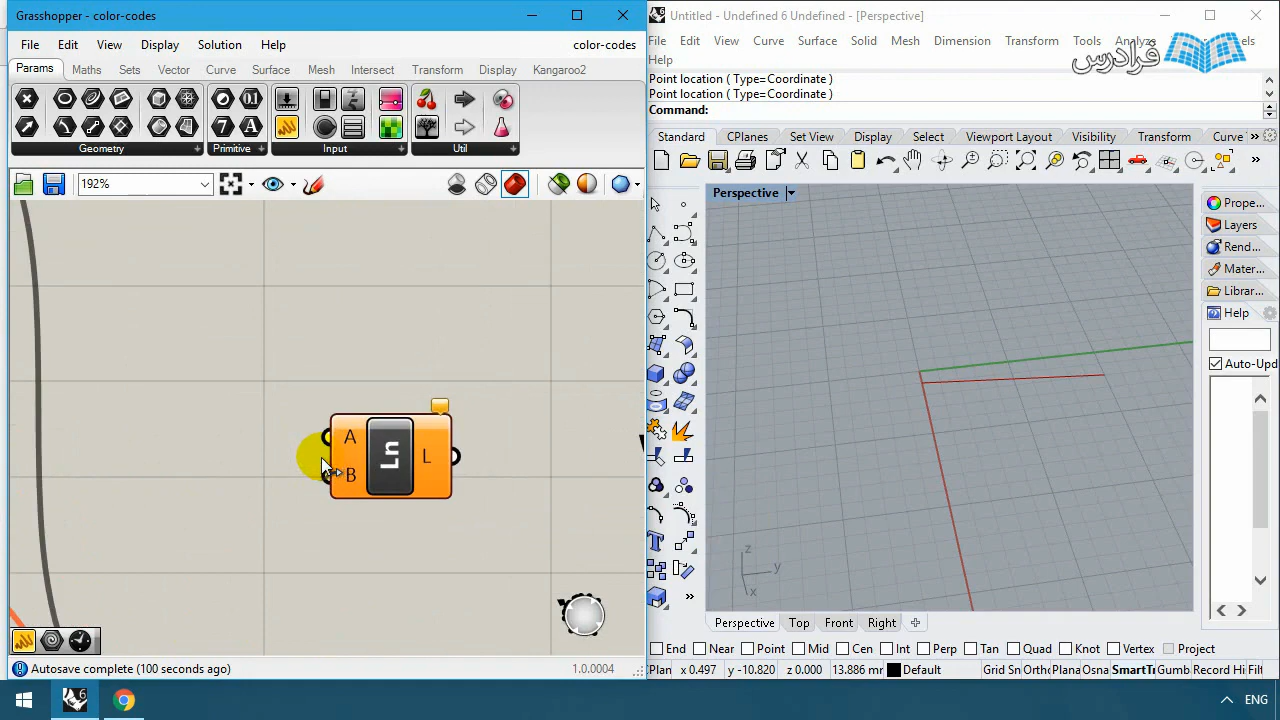 Grasshopper - color-codes
File Edit View Display Solution Help color-codes
Params Maths Sets Vector Curve Surface Mesh Intersect Transform Display Kangaroo2
Geometry Primitive Input Util
192%
A
B
Ln
L
Autosave complete (100 seconds ago) 1.0.0004
Untitled - Undefined 6 Undefined - [Perspective]
File Edit View Curve Surface Solid Mesh Dimension Transform Tools Analyze
Help
فرادرس
Point location ( Type=Coordinate )
Point location ( Type=Coordinate )
Command:
Standard CPlanes Set View Display Select Viewport Layout Visibility Transform Curve
Perspective
z
y
x
Prope...
Layers
Rend...
Mater...
Librar...
Help
Auto-Upd
Perspective Top Front Right
End Near Point Mid Cen Int Perp Tan Quad Knot Vertex Project
CPlan x 0.497 y -10.820 z 0.000 13.886 mm Default Grid Sn Ortho Plana Osna SmartTr Gumb Record Hi Filt
ENG